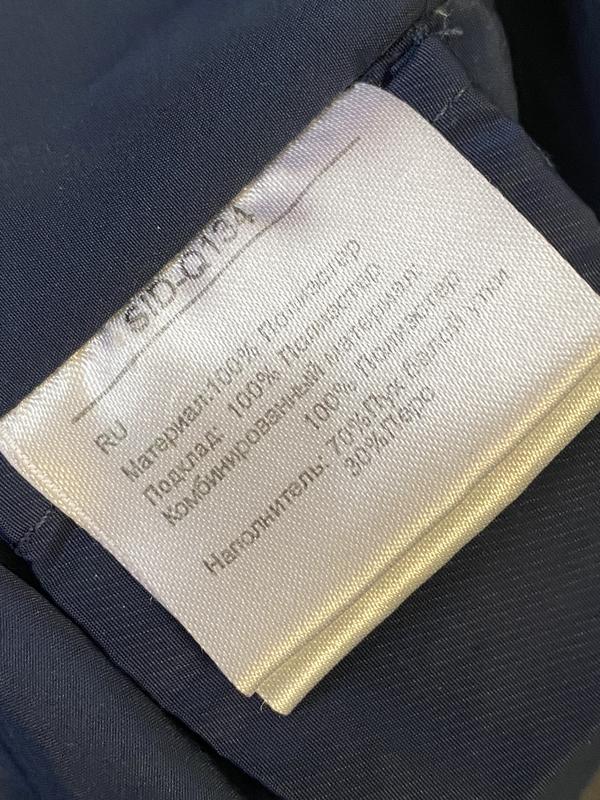 SID-Q134
RU
Материал:100% Полиэстер
Подклад: 100% Полиэстер
Комбинированный материал:
100% Полиэстер
Наполнитель: 70%Пух белой утки
30%Перо